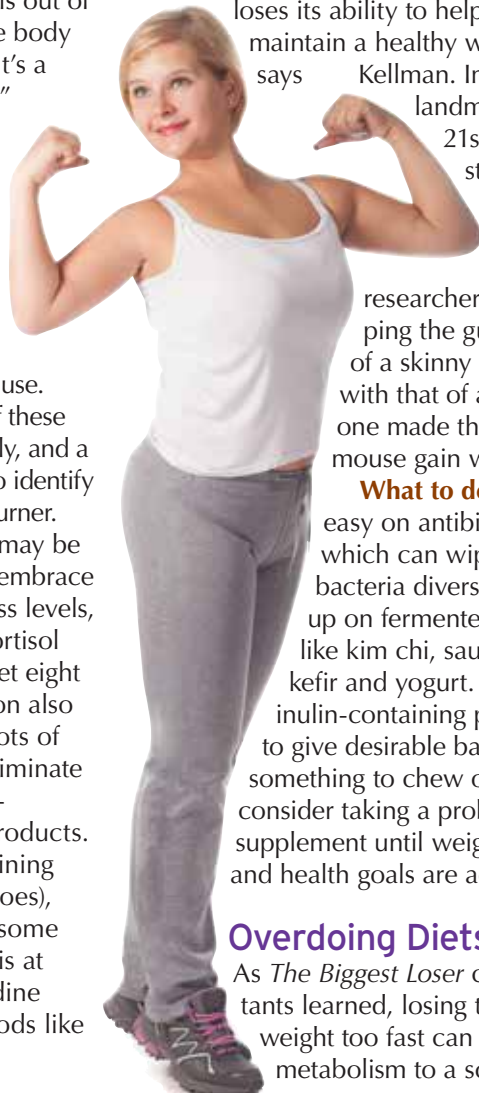 is out of
e body
t's a
”
use.
f these
ly, and a
o identify
urner.
may be
embrace
ss levels,
ortisol
et eight
on also
ots of
iminate
-
roducts.
ining
oes),
some
is at
dine
ods like
loses its ability to help
maintain a healthy w
says Kellman. In
landm
21s
st
researcher
ping the gu
of a skinny
with that of a
one made th
mouse gain w
What to do
easy on antibi
which can wip
bacteria divers
up on fermente
like kim chi, sau
kefir and yogurt.
inulin-containing p
to give desirable ba
something to chew o
consider taking a prob
supplement until weig
and health goals are a
Overdoing Diets
As The Biggest Loser c
tants learned, losing t
weight too fast can
metabolism to a sc